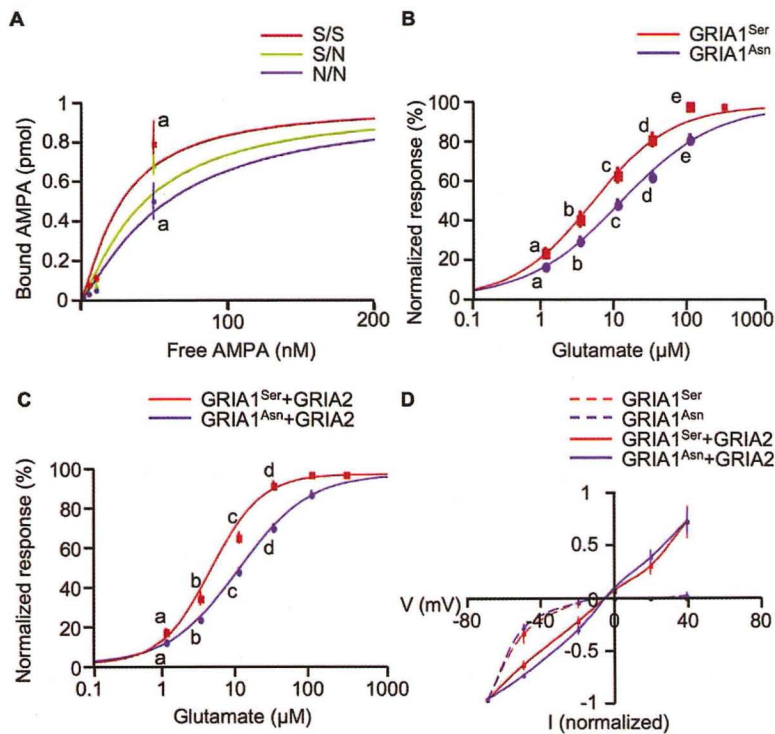 A
S/S
S/N
N/N
1
0.8
0.6
0.4
0.2
0
a
a
100
200
Bound AMPA (pmol)
Free AMPA (nM)
B
GRIA1Ser
GRIA1Asn
100
80
60
40
20
0
a
b
c
d
e
a
b
c
d
e
0.1
1
10
100
1000
Normalized response (%)
Glutamate (µM)
C
GRIA1Ser+GRIA2
GRIA1Asn+GRIA2
100
80
60
40
20
0
a
b
c
d
a
b
c
d
0.1
1
10
100
1000
Normalized response (%)
Glutamate (µM)
D
GRIA1Ser
GRIA1Asn
GRIA1Ser+GRIA2
GRIA1Asn+GRIA2
1
0.5
V (mV)
-80
-40
0
40
80
-0.5
-1
I (normalized)